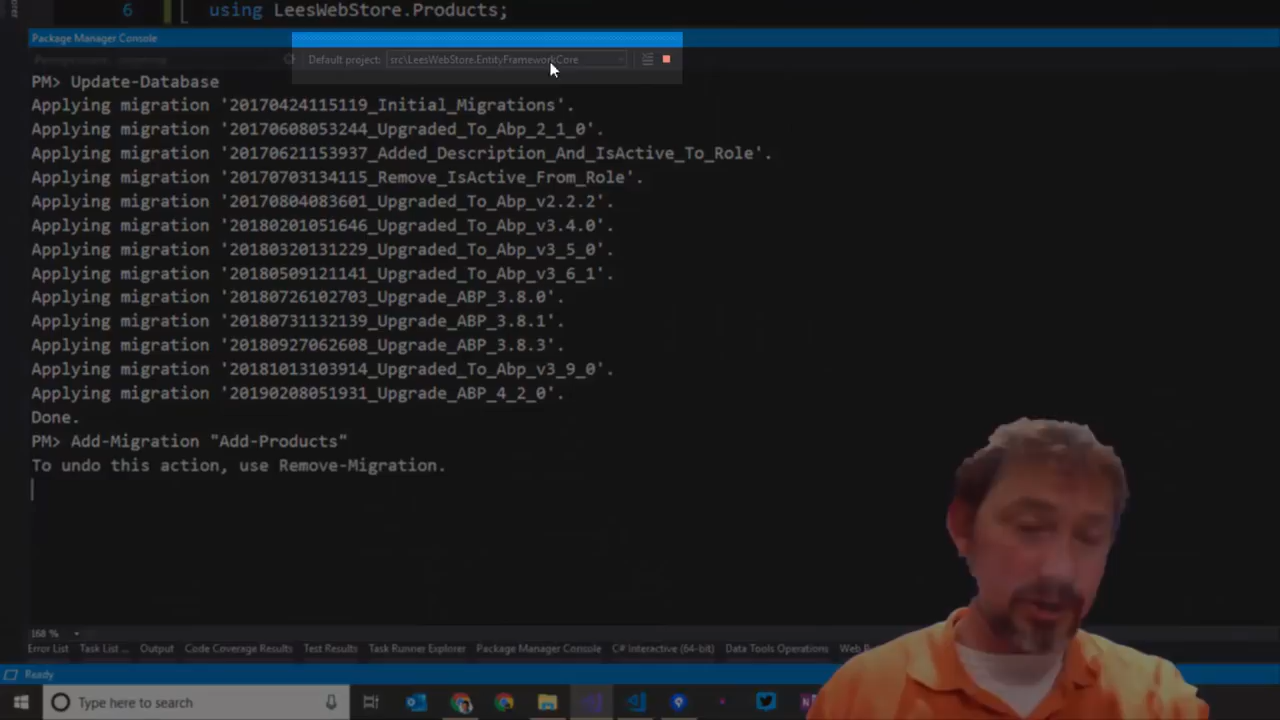 6 using LeesWebStore.Products;
Package Manager Console
Default project: src\LeesWebStore.EntityFrameworkCore
PM> Update-Database
Applying migration '20170424115119_Initial_Migrations'.
Applying migration '20170608053244_Upgraded_To_Abp_2_1_0'.
Applying migration '20170621153937_Added_Description_And_IsActive_To_Role'.
Applying migration '20170703134115_Remove_IsActive_From_Role'.
Applying migration '20170804083601_Upgraded_To_Abp_v2.2.2'.
Applying migration '20180201051646_Upgraded_To_Abp_v3.4.0'.
Applying migration '20180320131229_Upgraded_To_Abp_v3_5_0'.
Applying migration '20180509121141_Upgraded_To_Abp_v3_6_1'.
Applying migration '20180726102703_Upgrade_ABP_3.8.0'.
Applying migration '20180731132139_Upgrade_ABP_3.8.1'.
Applying migration '20180927062608_Upgrade_ABP_3.8.3'.
Applying migration '20181013103914_Upgraded_To_Abp_v3_9_0'.
Applying migration '20190208051931_Upgrade_ABP_4_2_0'.
Done.
PM> Add-Migration "Add-Products"
To undo this action, use Remove-Migration.
168 %
Error List Task List ... Output Code Coverage Results Test Results Task Runner Explorer Package Manager Console C# Interactive (64-bit) Data Tools Operations Web
Ready
Type here to search